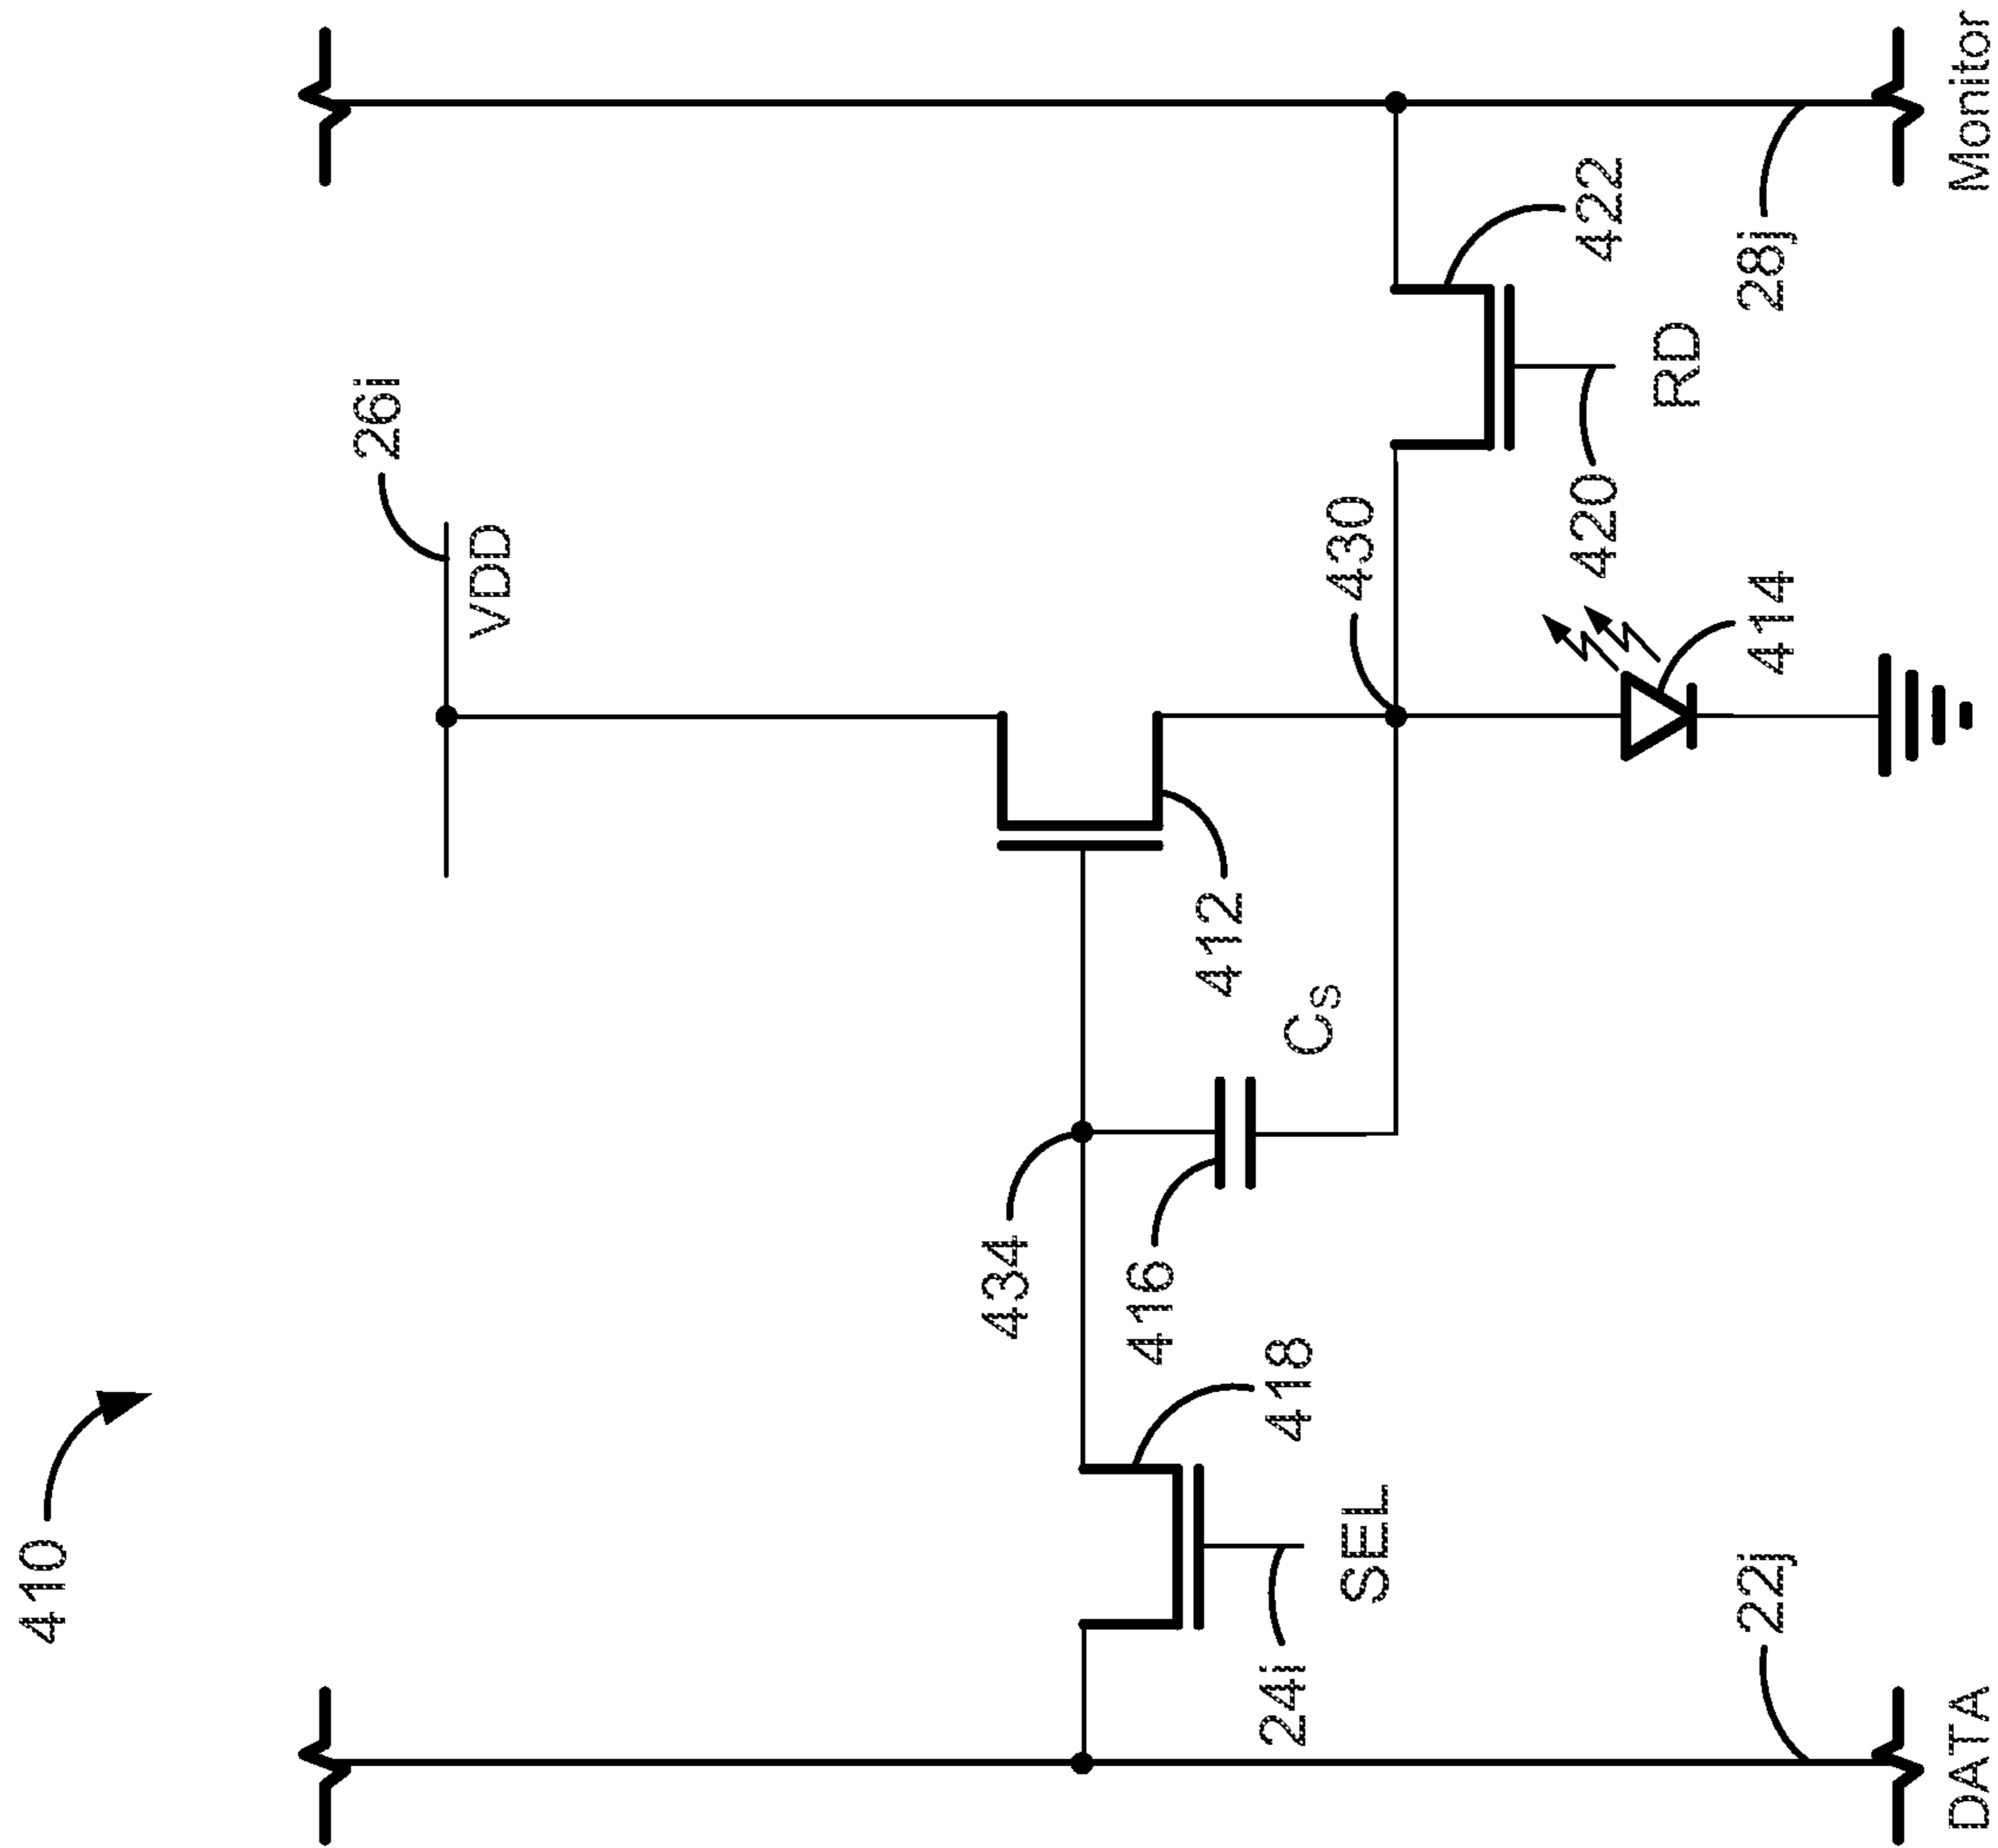 410
26i
VDD
434
412
430
416
Cs
418
24i
SEL
414
420
RD
422
22j
28j
DATA
Monitor